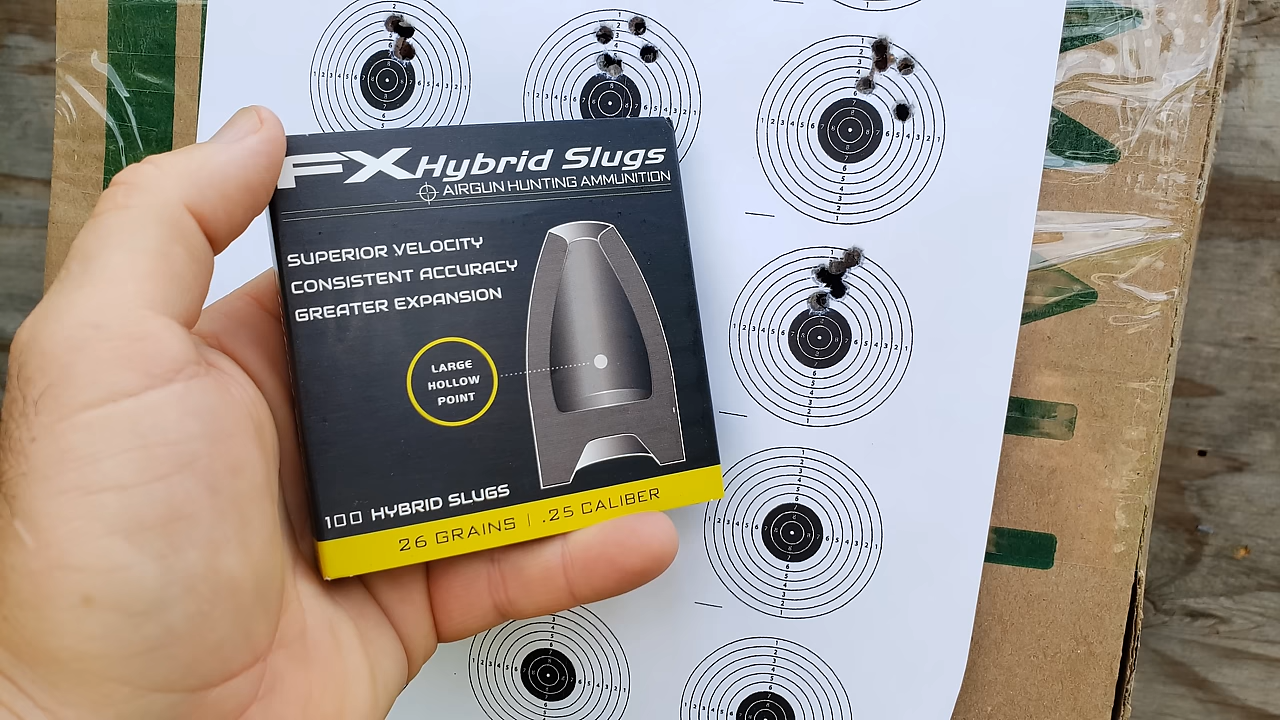 FX Hybrid Slugs
AIRGUN HUNTING AMMUNITION
SUPERIOR VELOCITY
CONSISTENT ACCURACY
GREATER EXPANSION
LARGE
HOLLOW
POINT
100 HYBRID SLUGS
26 GRAINS | .25 CALIBER